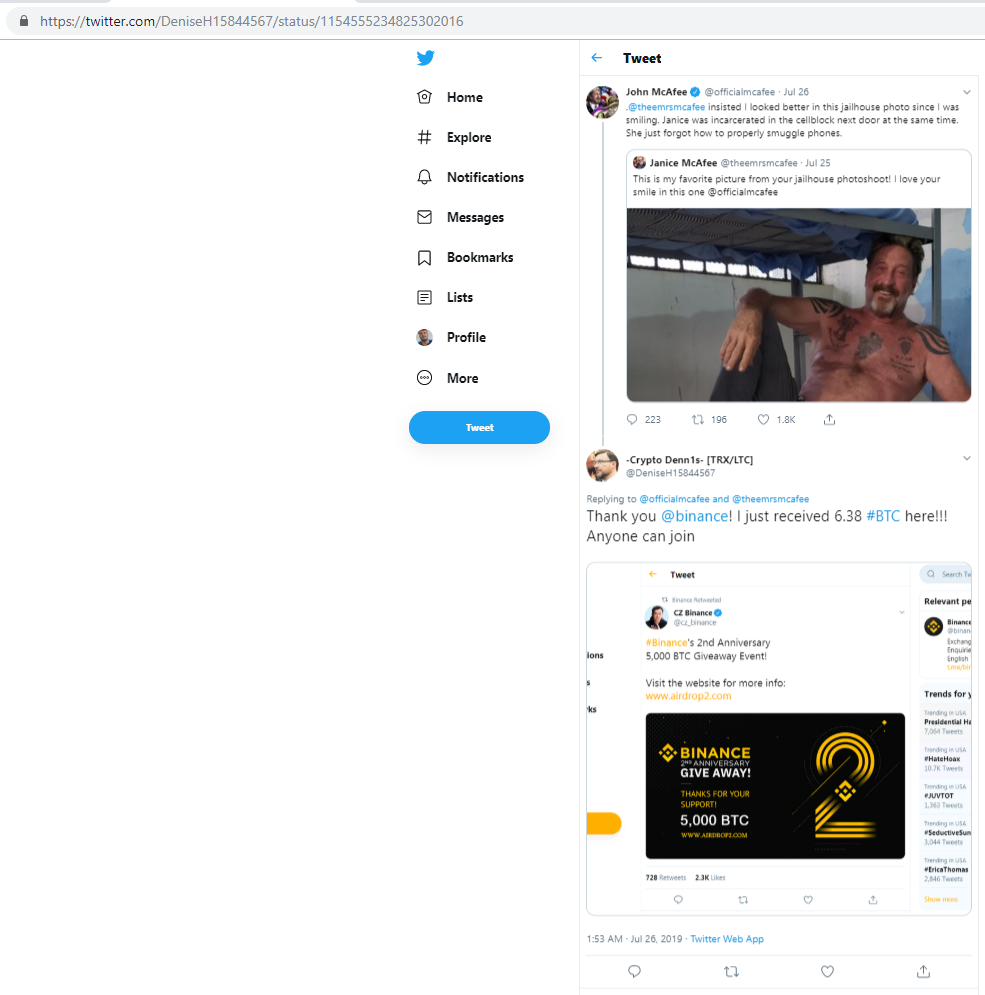 https://twitter.com/DeniseH15844567/status/1154555234825302016
Home
Explore
Notifications
Messages
Bookmarks
Lists
Profile
More
Tweet
Tweet
John McAfee @officialmcafee · Jul 26
.@theemrsmcafee insisted I looked better in this jailhouse photo since I was
smiling. Janice was incarcerated in the cellblock next door at the same time.
She just forgot how to properly smuggle phones.
Janice McAfee @theemrsmcafee · Jul 25
This is my favorite picture from your jailhouse photoshoot! I love your
smile in this one @officialmcafee
223 196 1.8K
-Crypto Denn1s- [TRX/LTC]
@DeniseH15844567
Replying to @officialmcafee and @theemrsmcafee
Thank you @binance! I just received 6.38 #BTC here!!!
Anyone can join
Tweet
Binance Retweeted
CZ Binance
@cz_binance
#Binance's 2nd Anniversary
5,000 BTC Giveaway Event!
Visit the website for more info:
www.airdrop2.com
BINANCE
2ND ANNIVERSARY
GIVE AWAY!
THANKS FOR YOUR
SUPPORT!
5,000 BTC
WWW.AIRDROP2.COM
2
728 Retweets 2.3K Likes
ions
s
ks
Search Tw
Relevant pe
Binance
@binan
Exchang
Enquirie
English
t.me/bin
Trends for y
Trending in USA
Presidential Ha
7,064 Tweets
Trending in USA
#HateHoax
10.7K Tweets
Trending in USA
#JUVTOT
1,363 Tweets
Trending in USA
#SeductiveSun
3,044 Tweets
Trending in USA
#EricaThomas
2,846 Tweets
Show more
1:53 AM · Jul 26, 2019 · Twitter Web App